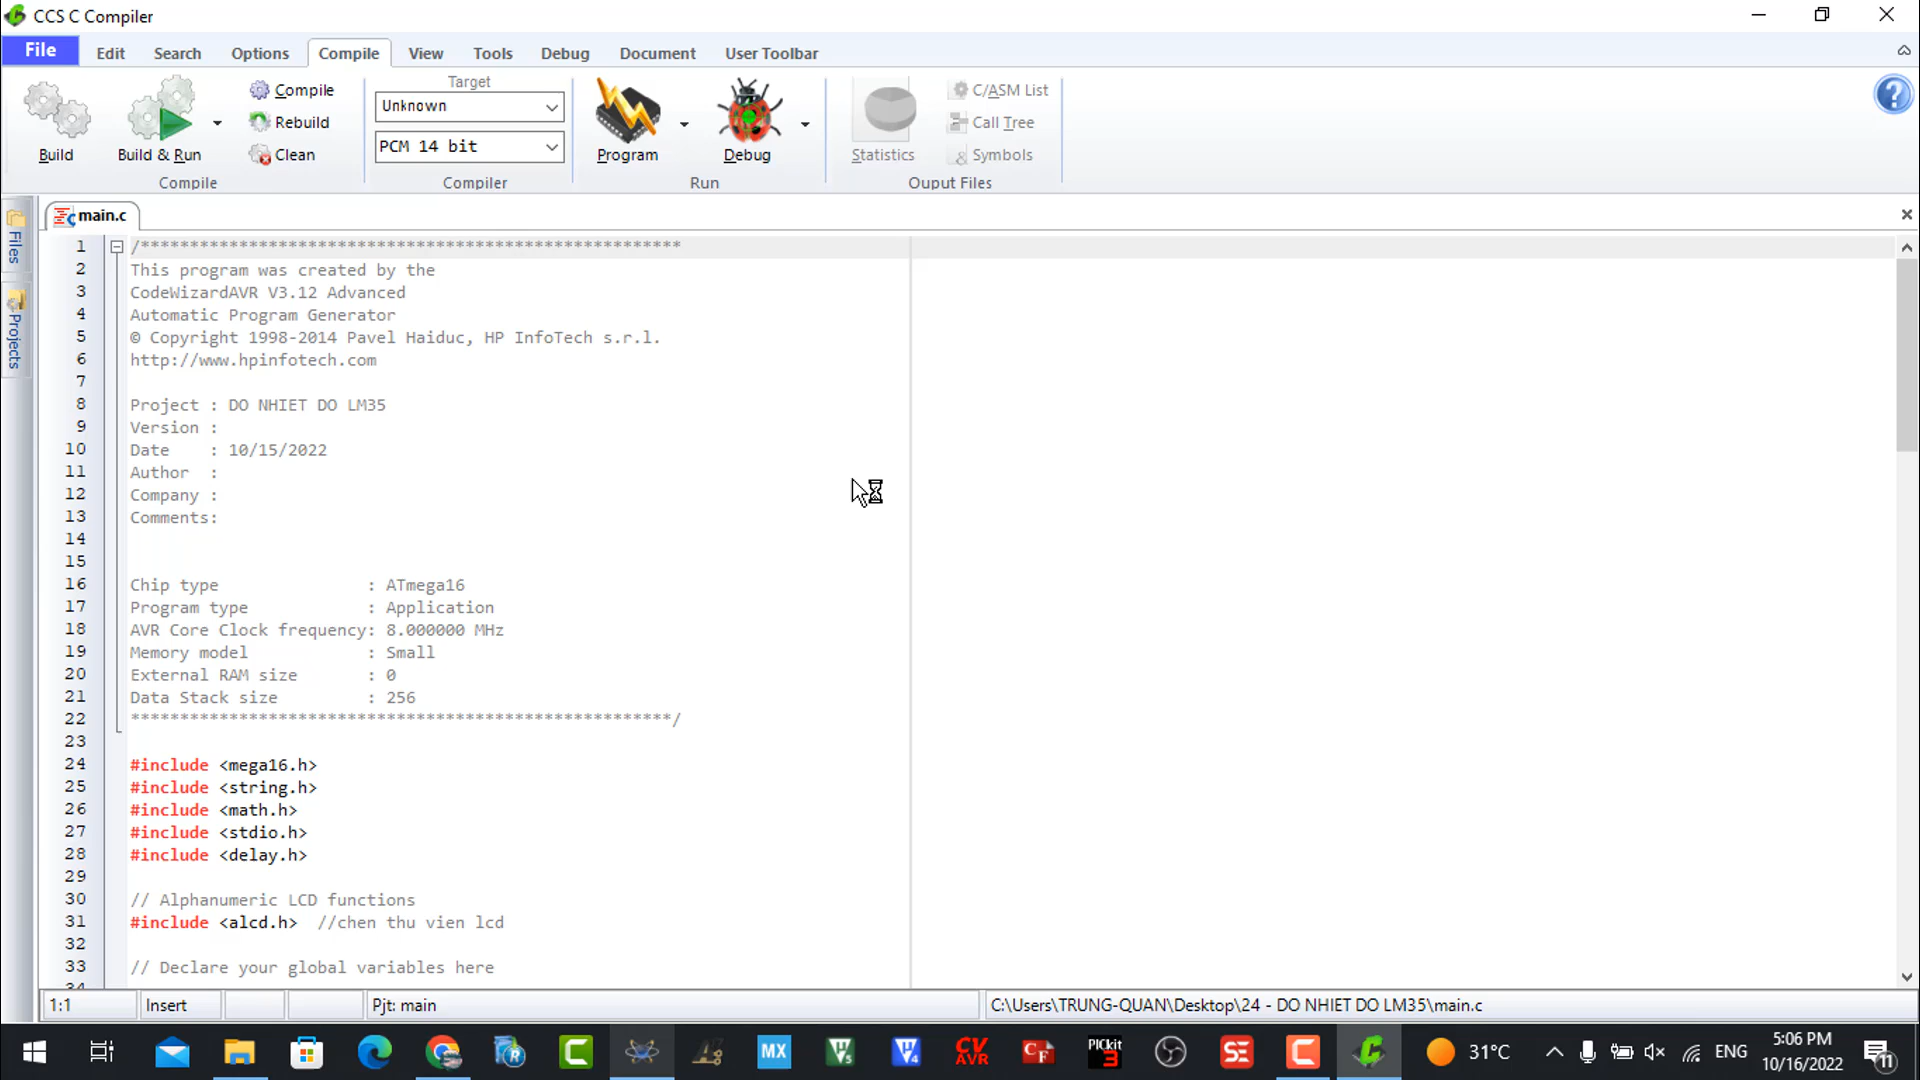 CCS C Compiler
File Edit Search Options Compile View Tools Debug Document User Toolbar
Build
Build & Run
Compile
Rebuild
Clean
Compile
Target
Unknown
PCM 14 bit
Compiler
Program
Debug
Run
Statistics
C/ASM List
Call Tree
Symbols
Ouput Files
Files
Projects
main.c
1 /*******************************************************
2 This program was created by the
3 CodeWizardAVR V3.12 Advanced
4 Automatic Program Generator
5 © Copyright 1998-2014 Pavel Haiduc, HP InfoTech s.r.l.
6 http://www.hpinfotech.com
7
8 Project : DO NHIET DO LM35
9 Version :
10 Date    : 10/15/2022
11 Author  :
12 Company :
13 Comments:
14
15
16 Chip type               : ATmega16
17 Program type            : Application
18 AVR Core Clock frequency: 8.000000 MHz
19 Memory model            : Small
20 External RAM size       : 0
21 Data Stack size         : 256
22 *******************************************************/
23
24 #include <mega16.h>
25 #include <string.h>
26 #include <math.h>
27 #include <stdio.h>
28 #include <delay.h>
29
30 // Alphanumeric LCD functions
31 #include <alcd.h>  //chen thu vien lcd
32
33 // Declare your global variables here
34
1:1 Insert Pjt: main C:\Users\TRUNG-QUAN\Desktop\24 - DO NHIET DO LM35\main.c
MX
V5
V4
CV AVR
CF
PICkit 3
SE
31°C
ENG
5:06 PM
10/16/2022
11